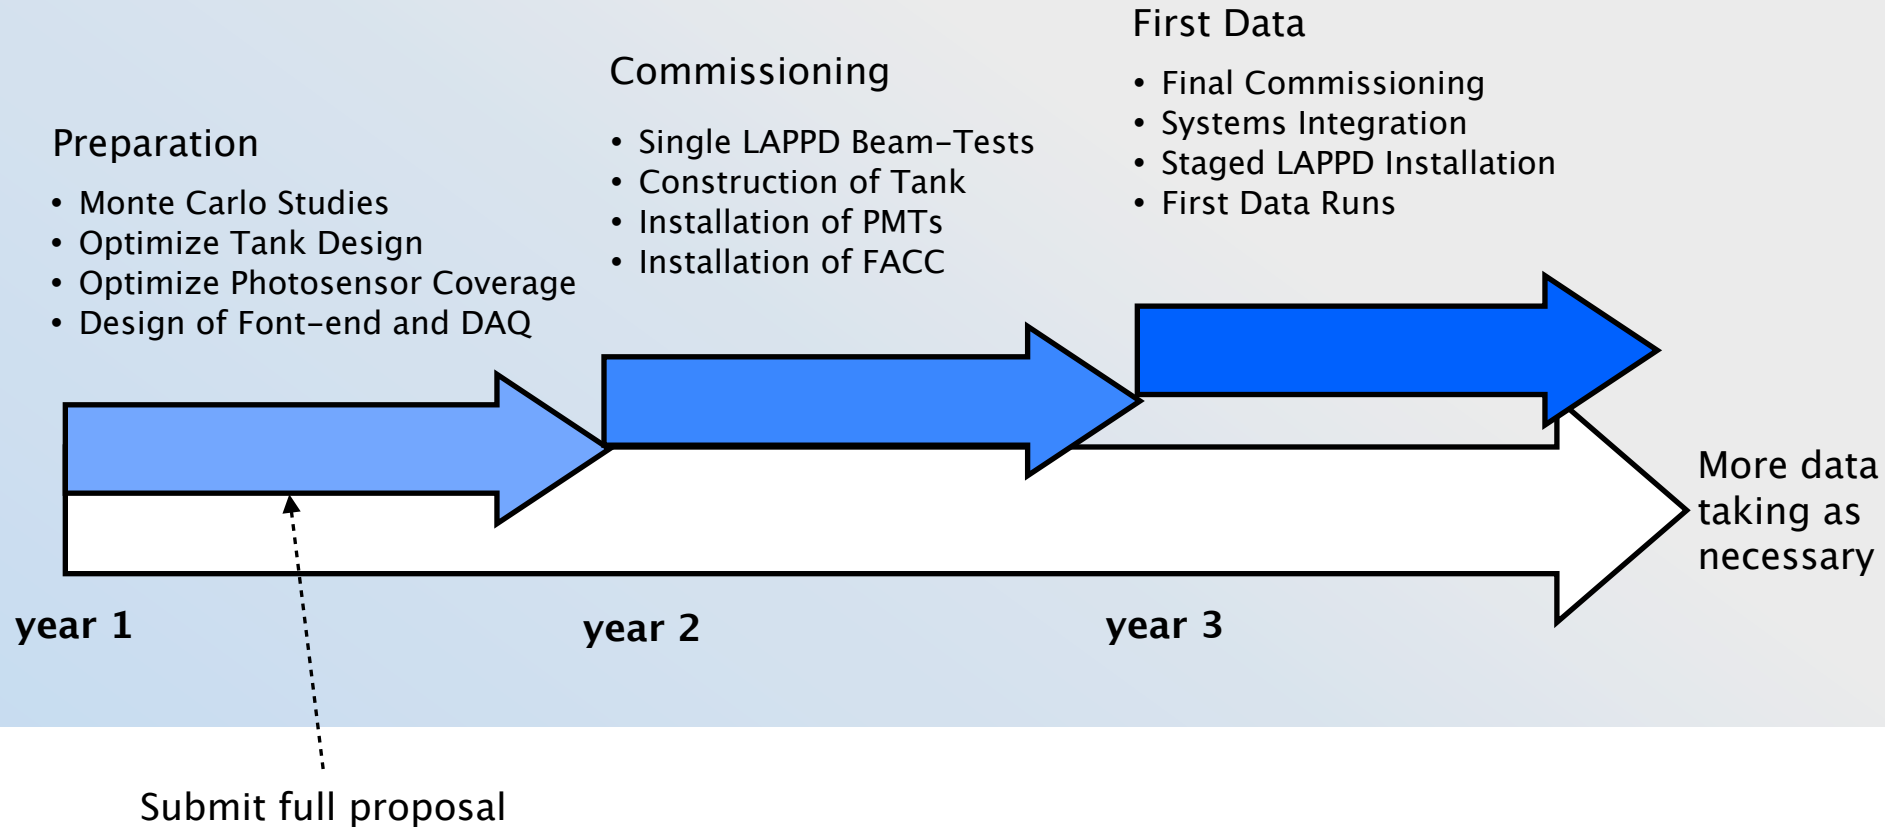 Preparation
• Monte Carlo Studies
• Optimize Tank Design
• Optimize Photosensor Coverage
• Design of Font-end and DAQ
Commissioning
• Single LAPPD Beam-Tests
• Construction of Tank
• Installation of PMTs
• Installation of FACC
First Data
• Final Commissioning
• Systems Integration
• Staged LAPPD Installation
• First Data Runs
More data
taking as
necessary
year 1
year 2
year 3
Submit full proposal